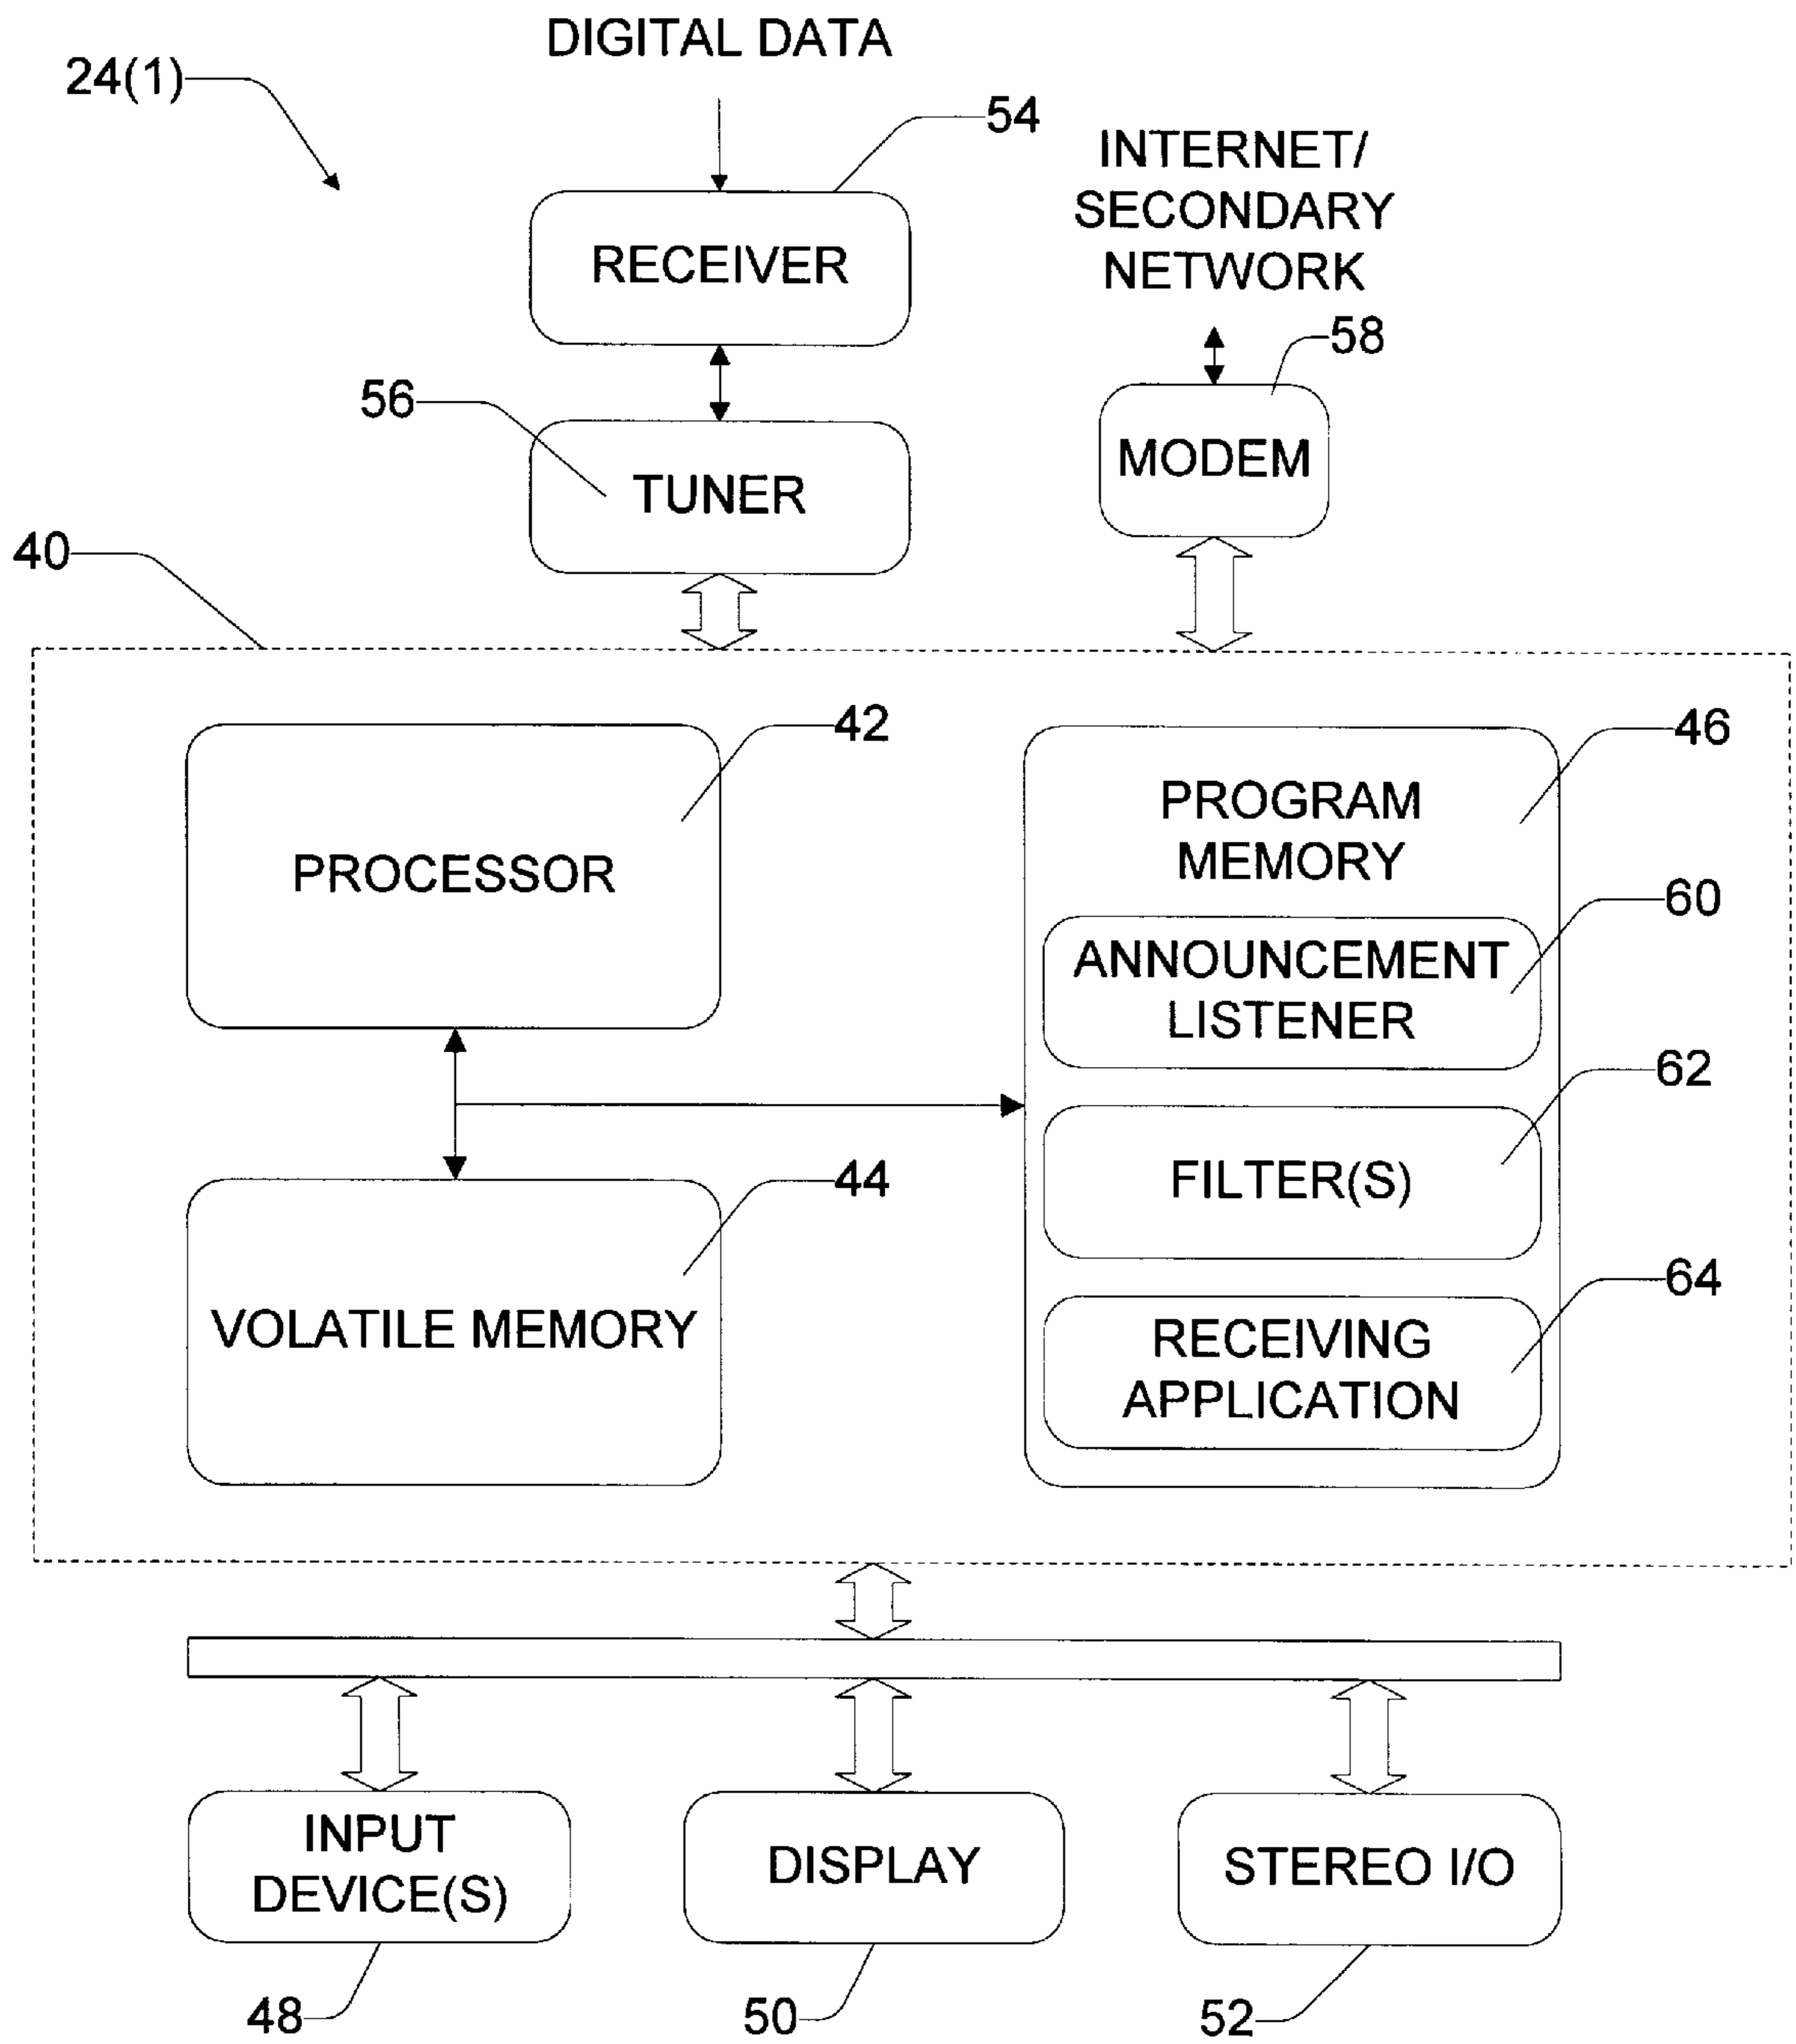 DIGITAL DATA
24(1)
54
INTERNET/
SECONDARY
NETWORK
RECEIVER
58
56
MODEM
TUNER
40
42
46
PROGRAM
MEMORY
PROCESSOR
60
ANNOUNCEMENT
LISTENER
62
FILTER(S)
44
64
VOLATILE MEMORY
RECEIVING
APPLICATION
INPUT
DEVICE(S)
DISPLAY
STEREO I/O
48
50
52